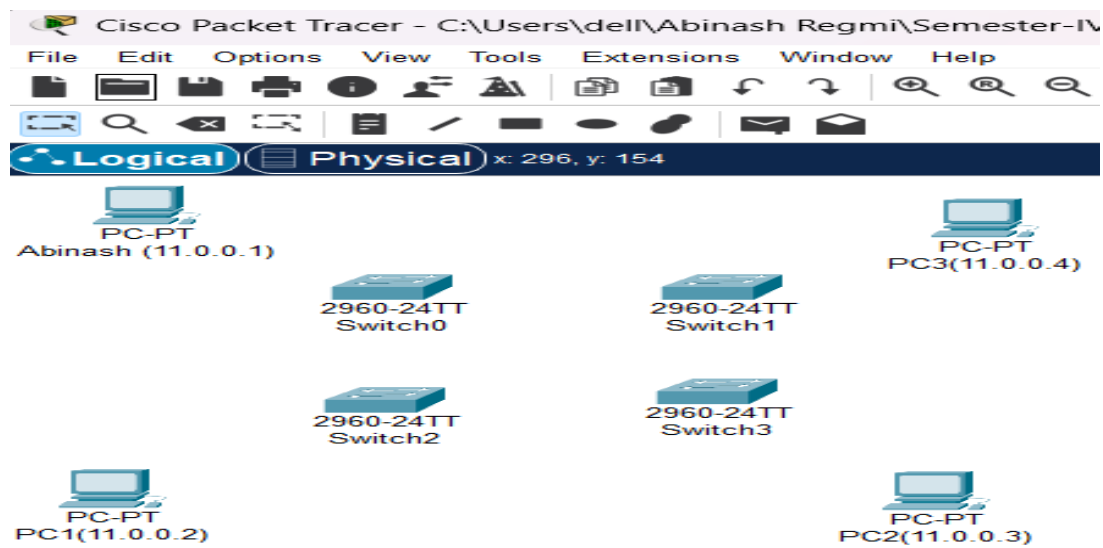 Cisco Packet Tracer - C:\Users\dell\Abinash Regmi\Semester-IV
File Edit Options View Tools Extensions Window Help
Logical Physical x: 296, y: 154
PC-PT
Abinash (11.0.0.1)
PC-PT
PC3(11.0.0.4)
2960-24TT
Switch0
2960-24TT
Switch1
2960-24TT
Switch2
2960-24TT
Switch3
PC-PT
PC1(11.0.0.2)
PC-PT
PC2(11.0.0.3)